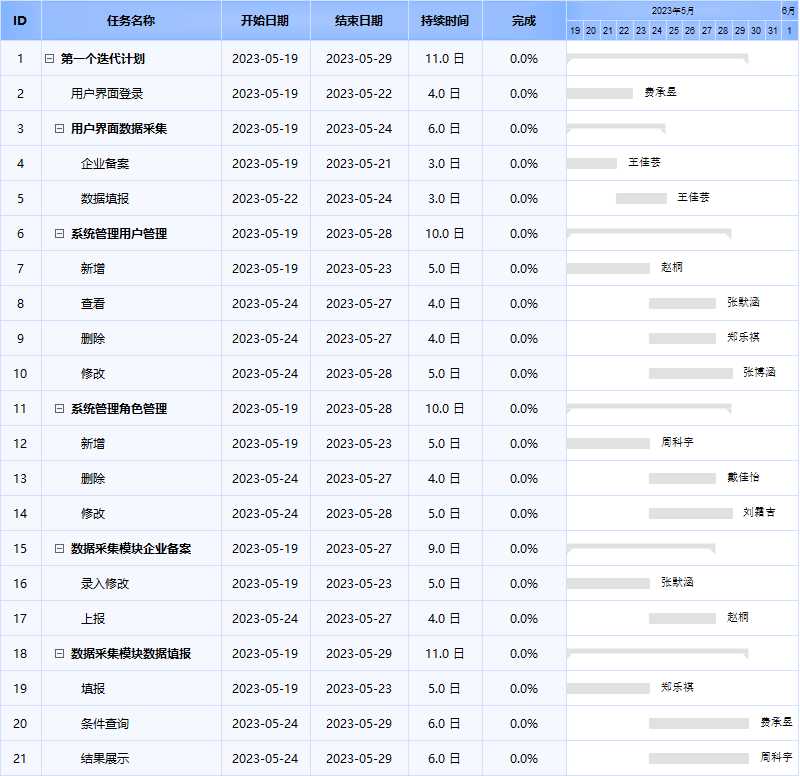 ID 任务名称 开始日期 结束日期 持续时间 完成 2023年5月 6月
19 20 21 22 23 24 25 26 27 28 29 30 31 1
1 第一个迭代计划 2023-05-19 2023-05-29 11.0 日 0.0%
2 用户界面登录 2023-05-19 2023-05-22 4.0 日 0.0% 费承昱
3 用户界面数据采集 2023-05-19 2023-05-24 6.0 日 0.0%
4 企业备案 2023-05-19 2023-05-21 3.0 日 0.0% 王佳芸
5 数据填报 2023-05-22 2023-05-24 3.0 日 0.0% 王佳芸
6 系统管理用户管理 2023-05-19 2023-05-28 10.0 日 0.0%
7 新增 2023-05-19 2023-05-23 5.0 日 0.0% 赵桐
8 查看 2023-05-24 2023-05-27 4.0 日 0.0% 张默涵
9 删除 2023-05-24 2023-05-27 4.0 日 0.0% 郑乐祺
10 修改 2023-05-24 2023-05-28 5.0 日 0.0% 张博涵
11 系统管理角色管理 2023-05-19 2023-05-28 10.0 日 0.0%
12 新增 2023-05-19 2023-05-23 5.0 日 0.0% 周科宇
13 删除 2023-05-24 2023-05-27 4.0 日 0.0% 戴佳怡
14 修改 2023-05-24 2023-05-28 5.0 日 0.0% 刘霜吉
15 数据采集模块企业备案 2023-05-19 2023-05-27 9.0 日 0.0%
16 录入修改 2023-05-19 2023-05-23 5.0 日 0.0% 张默涵
17 上报 2023-05-24 2023-05-27 4.0 日 0.0% 赵桐
18 数据采集模块数据填报 2023-05-19 2023-05-29 11.0 日 0.0%
19 填报 2023-05-19 2023-05-23 5.0 日 0.0% 郑乐祺
20 条件查询 2023-05-24 2023-05-29 6.0 日 0.0% 费承昱
21 结果展示 2023-05-24 2023-05-29 6.0 日 0.0% 周科宇